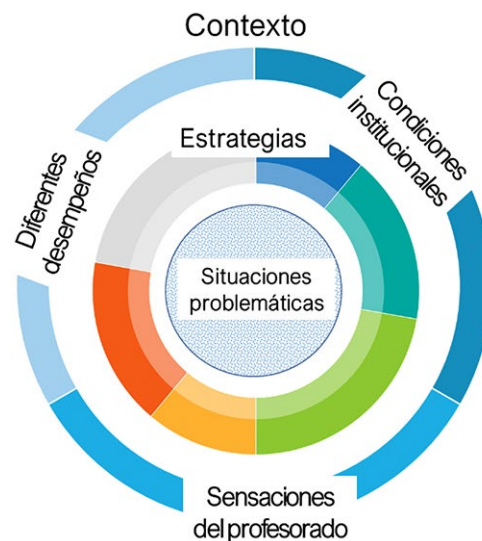 Contexto
Condiciones
institucionales
Estrategias
Diferentes
desempeños
Situaciones
problemáticas
Sensaciones
del profesorado